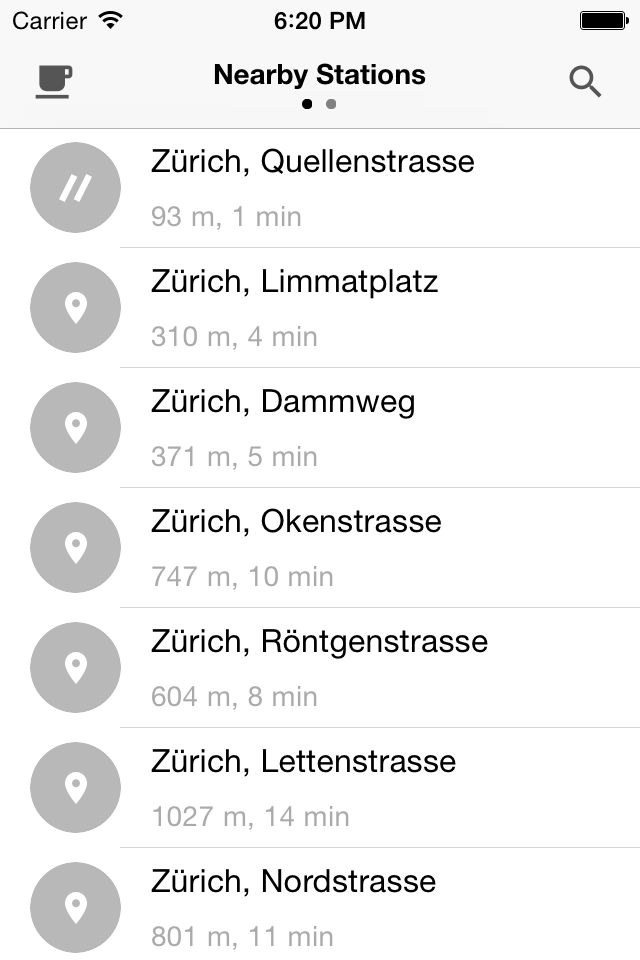 Carrier 6:20 PM
Nearby Stations
Zürich, Quellenstrasse
93 m, 1 min
Zürich, Limmatplatz
310 m, 4 min
Zürich, Dammweg
371 m, 5 min
Zürich, Okenstrasse
747 m, 10 min
Zürich, Röntgenstrasse
604 m, 8 min
Zürich, Lettenstrasse
1027 m, 14 min
Zürich, Nordstrasse
801 m, 11 min